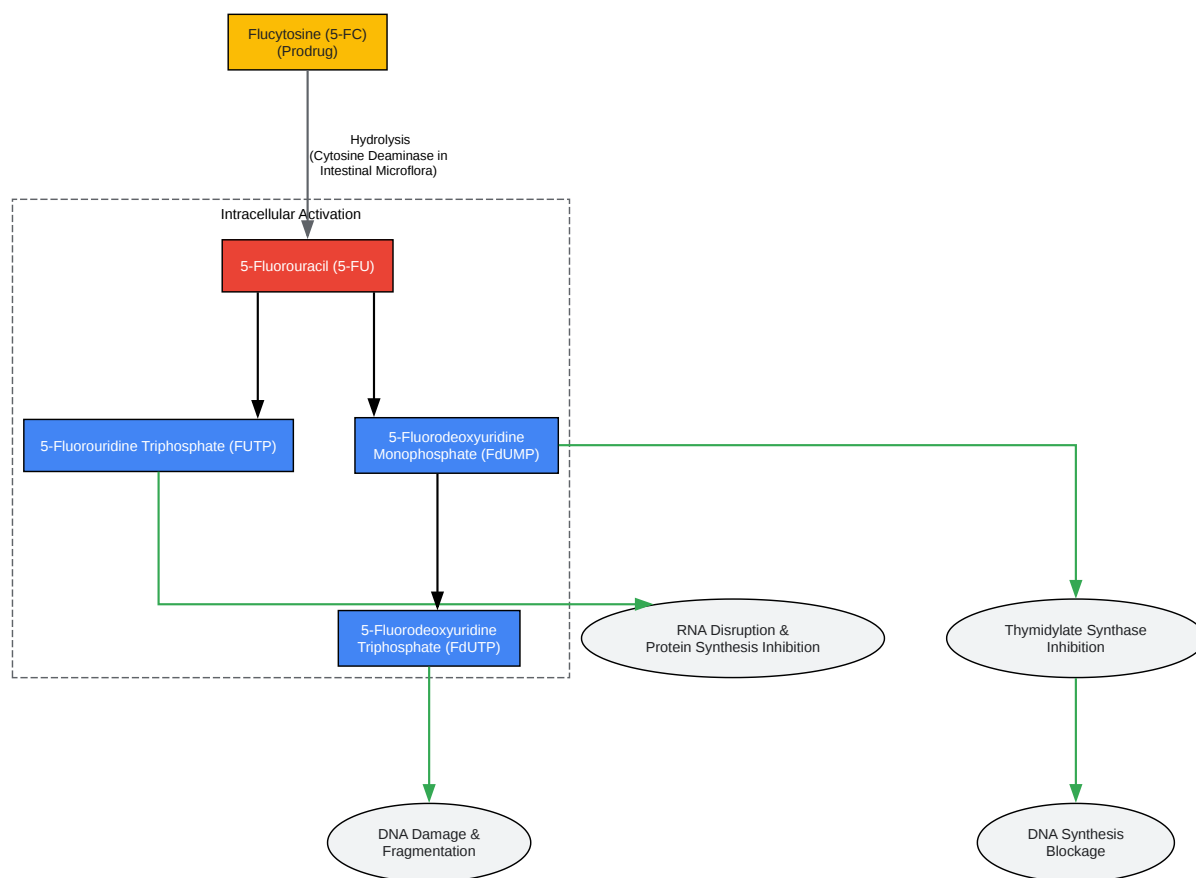 Flucytosine (5-FC)
(Prodrug)
Hydrolysis
(Cytosine Deaminase in
Intestinal Microflora)
Intracellular Activation
5-Fluorouracil (5-FU)
5-Fluorouridine Triphosphate (FUTP)
5-Fluorodeoxyuridine
Monophosphate (FdUMP)
5-Fluorodeoxyuridine
Triphosphate (FdUTP)
RNA Disruption &
Protein Synthesis Inhibition
Thymidylate Synthase
Inhibition
DNA Damage &
Fragmentation
DNA Synthesis
Blockage